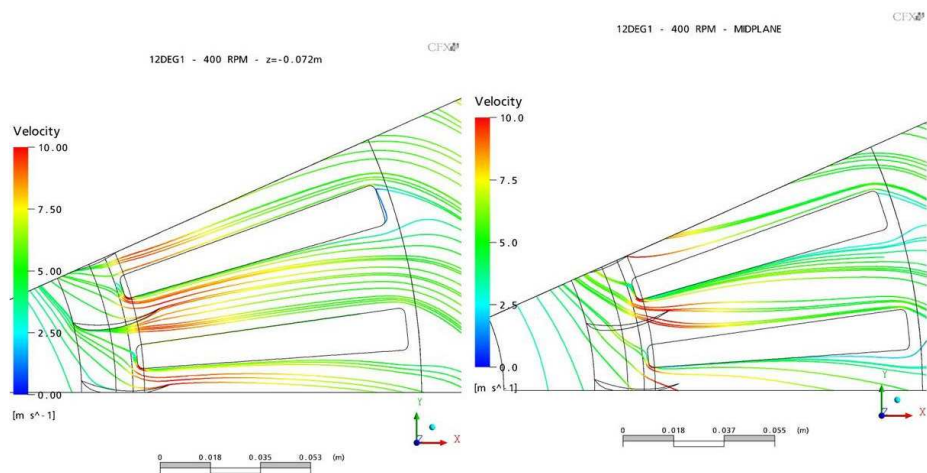 CFX
12DEG1 - 400 RPM - z=-0.072m
Velocity
10.00
7.50
5.00
2.50
0.00
[m s^-1]
Y
Z
X
0 0.018 0.035 0.053 (m)
CFX
12DEG1 - 400 RPM - MIDPLANE
Velocity
10.0
7.5
5.0
2.5
0.0
[m s^-1]
Y
Z
X
0 0.018 0.037 0.055 (m)